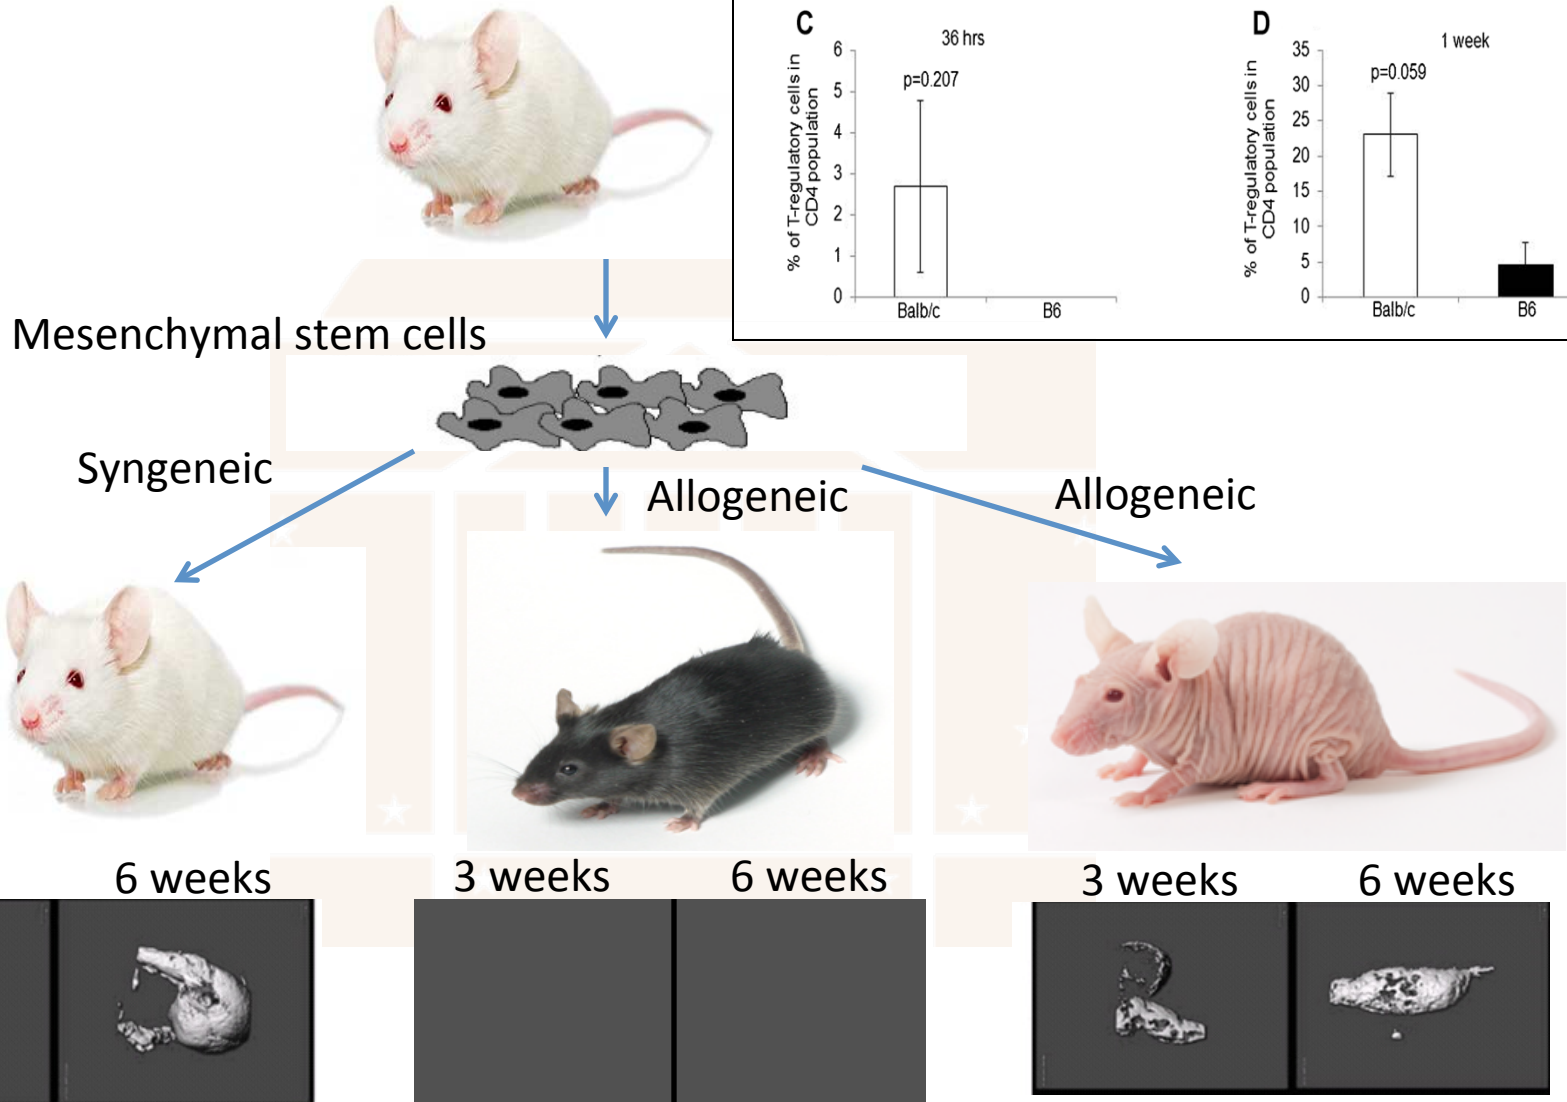 C
36 hrs
p=0.207
% of T-regulatory cells in
CD4 population
6
5
4
3
2
1
0
Balb/c
B6
D
1 week
p=0.059
% of T-regulatory cells in
CD4 population
35
30
25
20
15
10
5
0
Balb/c
B6
Mesenchymal stem cells
Syngeneic
Allogeneic
Allogeneic
6 weeks
3 weeks
6 weeks
3 weeks
6 weeks